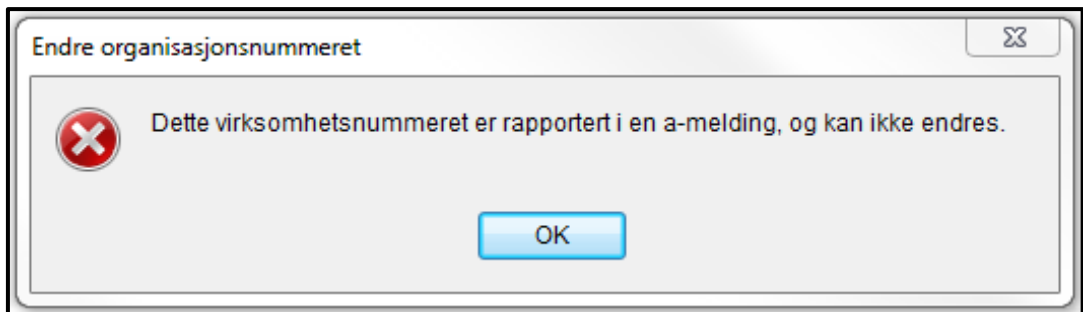 Endre organisasjonsnummeret
Dette virksomhetsnummeret er rapportert i en a-melding, og kan ikke endres.
OK